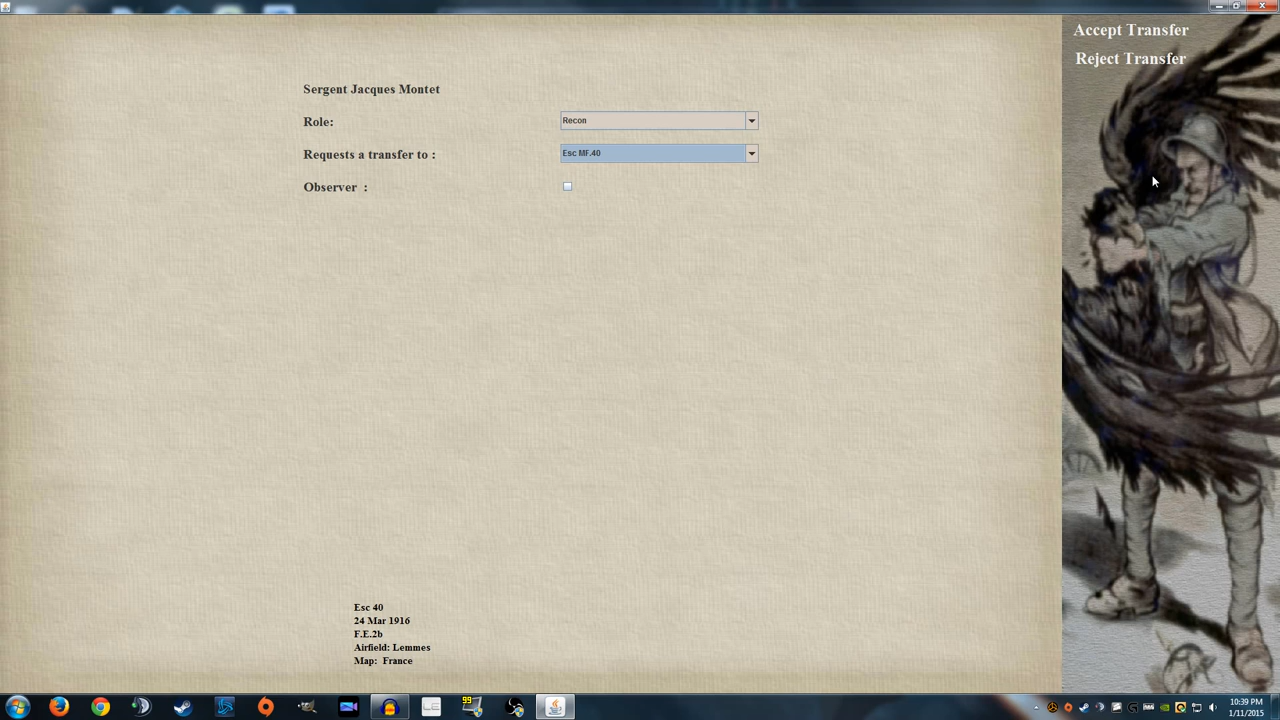 Accept Transfer
Reject Transfer
Sergent Jacques Montet
Role:
Recon
Requests a transfer to :
Esc MF.40
Observer :
Esc 40
24 Mar 1916
F.E.2b
Airfield: Lemmes
Map: France
99
10:39 PM
1/11/2015